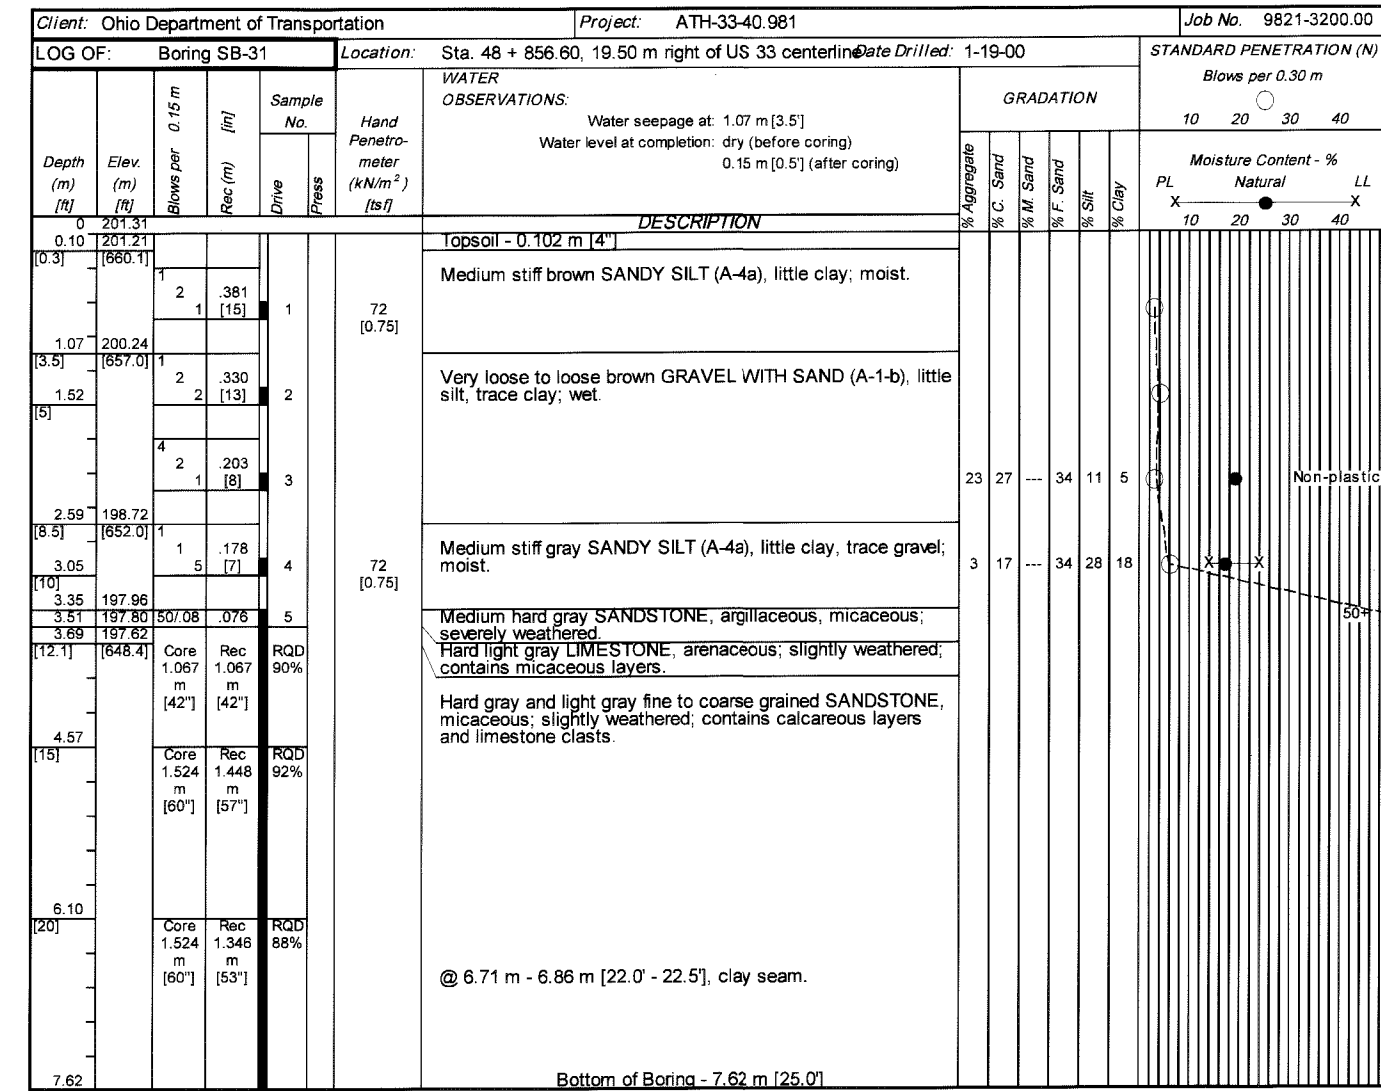 Client: Ohio Department of Transportation Project: ATH-33-40.981 Job No. 9821-3200.00
LOG OF: Boring SB-31 Location: Sta. 48 + 856.60, 19.50 m right of US 33 centerline Date Drilled: 1-19-00
Depth (m) [ft]
Elev. (m) [ft]
Blows per 0.15 m
Rec (m) [in]
Sample No.
Drive
Press
Hand Penetro-
meter
(kN/m²)
[tsf]
WATER
OBSERVATIONS:
Water seepage at: 1.07 m [3.5']
Water level at completion: dry (before coring)
0.15 m [0.5'] (after coring)
DESCRIPTION
GRADATION
% Aggregate
% C. Sand
% M. Sand
% F. Sand
% Silt
% Clay
STANDARD PENETRATION (N)
Blows per 0.30 m
10 20 30 40
Moisture Content - %
PL Natural LL
X X
10 20 30 40
0 201.31
0.10 201.21 Topsoil - 0.102 m [4"]
[0.3] [660.1]
Medium stiff brown SANDY SILT (A-4a), little clay; moist.
1
2 .381
1 [15] 1 72
[0.75]
1.07 200.24
[3.5] [657.0] 1
2 .330 Very loose to loose brown GRAVEL WITH SAND (A-1-b), little
1.52 2 [13] 2 silt, trace clay; wet.
[5]
4
2 .203
1 [8] 3 23 27 --- 34 11 5 Non-plastic
2.59 198.72
[8.5] [652.0] 1
1 .178 Medium stiff gray SANDY SILT (A-4a), little clay, trace gravel;
3.05 5 [7] 4 72 moist. 3 17 --- 34 28 18 X X
[10] [0.75]
3.35 197.96
3.51 197.80 50/.08 .076 5 Medium hard gray SANDSTONE, argillaceous, micaceous; 50+
3.69 197.62 severely weathered.
[12.1] [648.4] Core Rec RQD Hard light gray LIMESTONE, arenaceous; slightly weathered;
1.067 1.067 90% contains micaceous layers.
m m
[42"] [42"] Hard gray and light gray fine to coarse grained SANDSTONE,
micaceous; slightly weathered; contains calcareous layers
4.57 and limestone clasts.
[15] Core Rec RQD
1.524 1.448 92%
m m
[60"] [57"]
6.10
[20] Core Rec RQD
1.524 1.346 88%
m m
[60"] [53"] @ 6.71 m - 6.86 m [22.0' - 22.5'], clay seam.
7.62 Bottom of Boring - 7.62 m [25.0']